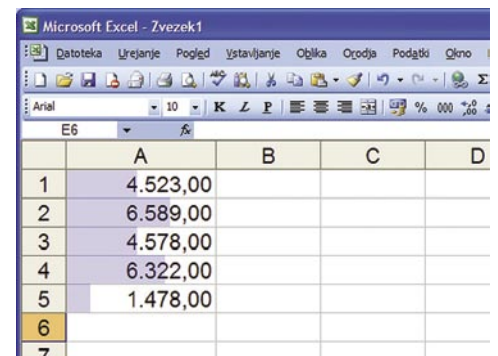 Microsoft Excel - Zvezek1
Datoteka Urejanje Pogled Vstavljanje Oblika Orodja Podatki Okno
Arial 10 K L P % 000
E6 fx
A B C D
1 4.523,00
2 6.589,00
3 4.578,00
4 6.322,00
5 1.478,00
6
7